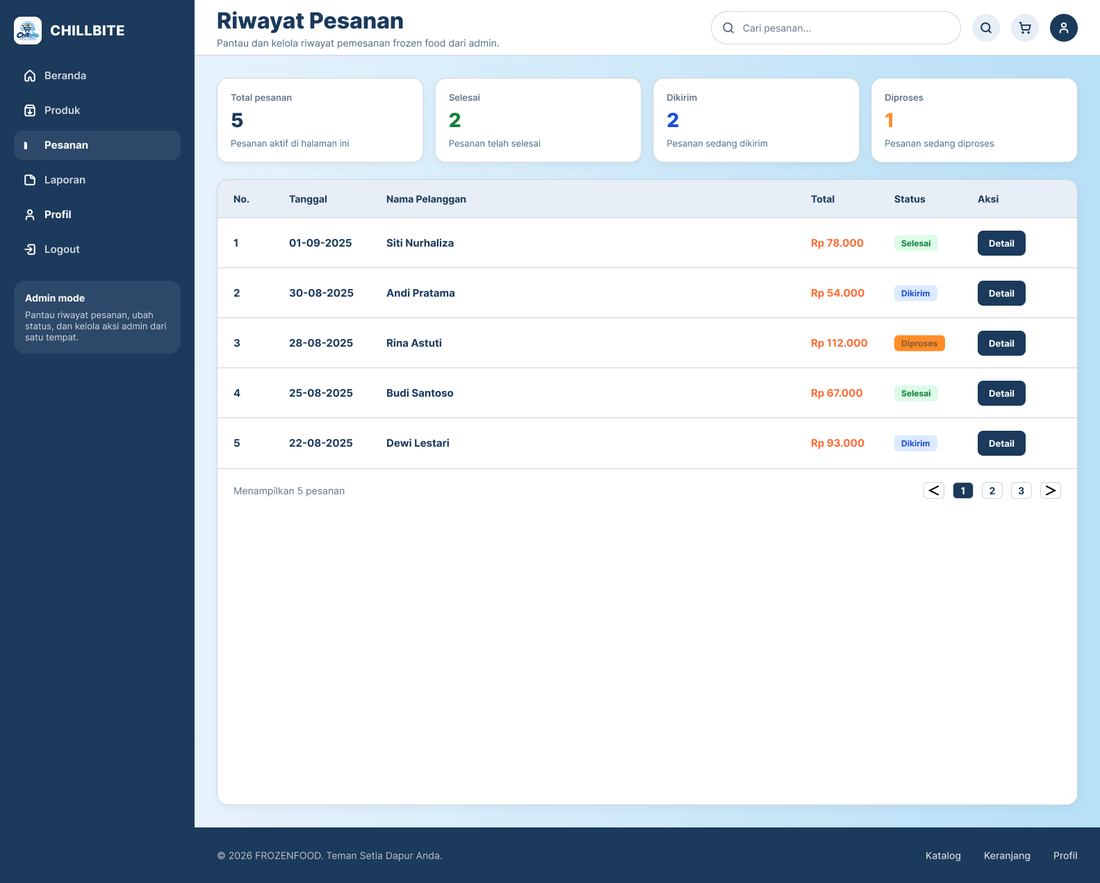 CHILLBITE
Beranda
Produk
Pesanan
Laporan
Profil
Logout
Admin mode
Pantau riwayat pesanan, ubah
status, dan kelola aksi admin dari
satu tempat.
Riwayat Pesanan
Pantau dan kelola riwayat pemesanan frozen food dari admin.
Cari pesanan...
Total pesanan
5
Pesanan aktif di halaman ini
Selesai
2
Pesanan telah selesai
Dikirim
2
Pesanan sedang dikirim
Diproses
1
Pesanan sedang diproses
No. Tanggal Nama Pelanggan Total Status Aksi
1 01-09-2025 Siti Nurhaliza Rp 78.000 Selesai Detail
2 30-08-2025 Andi Pratama Rp 54.000 Dikirim Detail
3 28-08-2025 Rina Astuti Rp 112.000 Diproses Detail
4 25-08-2025 Budi Santoso Rp 67.000 Selesai Detail
5 22-08-2025 Dewi Lestari Rp 93.000 Dikirim Detail
Menampilkan 5 pesanan < 1 2 3 >
© 2026 FROZENFOOD. Teman Setia Dapur Anda. Katalog Keranjang Profil